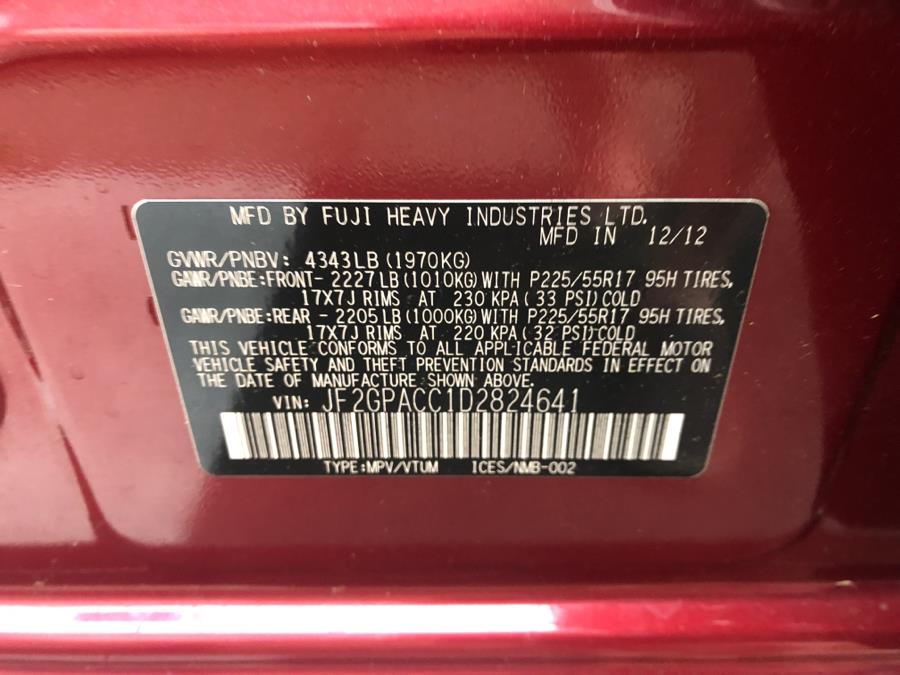 MFD BY FUJI HEAVY INDUSTRIES LTD.
MFD IN 12/12
GVWR/PNBV: 4343LB (1970KG)
GAWR/PNBE:FRONT- 2227LB (1010KG) WITH P225/55R17 95H TIRES,
17X7J RIMS AT 230 KPA (33 PSI) COLD
GAWR/PNBE:REAR - 2205LB (1000KG) WITH P225/55R17 95H TIRES,
17X7J RIMS AT 220 KPA (32 PSI) COLD
THIS VEHICLE CONFORMS TO ALL APPLICABLE FEDERAL MOTOR
VEHICLE SAFETY AND THEFT PREVENTION STANDARDS IN EFFECT ON
THE DATE OF MANUFACTURE SHOWN ABOVE.
VIN: JF2GPACC1D2824641
TYPE:MPV/VTUM ICES/NMB-002